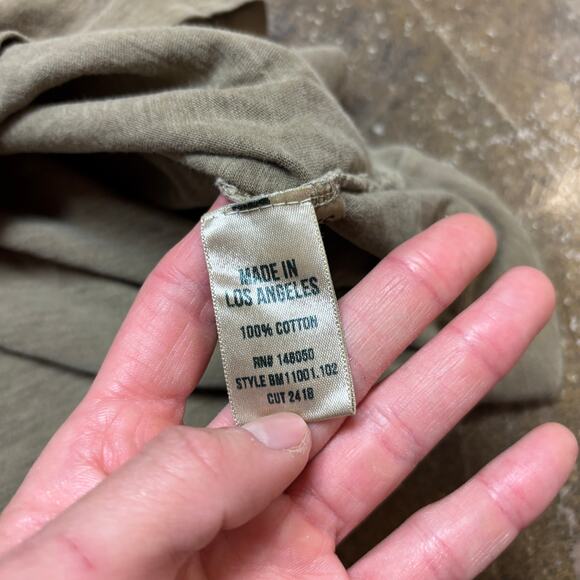 MADE IN
LOS ANGELES
100% COTTON
RN# 148050
STYLE BM11001.102
CUT 2418